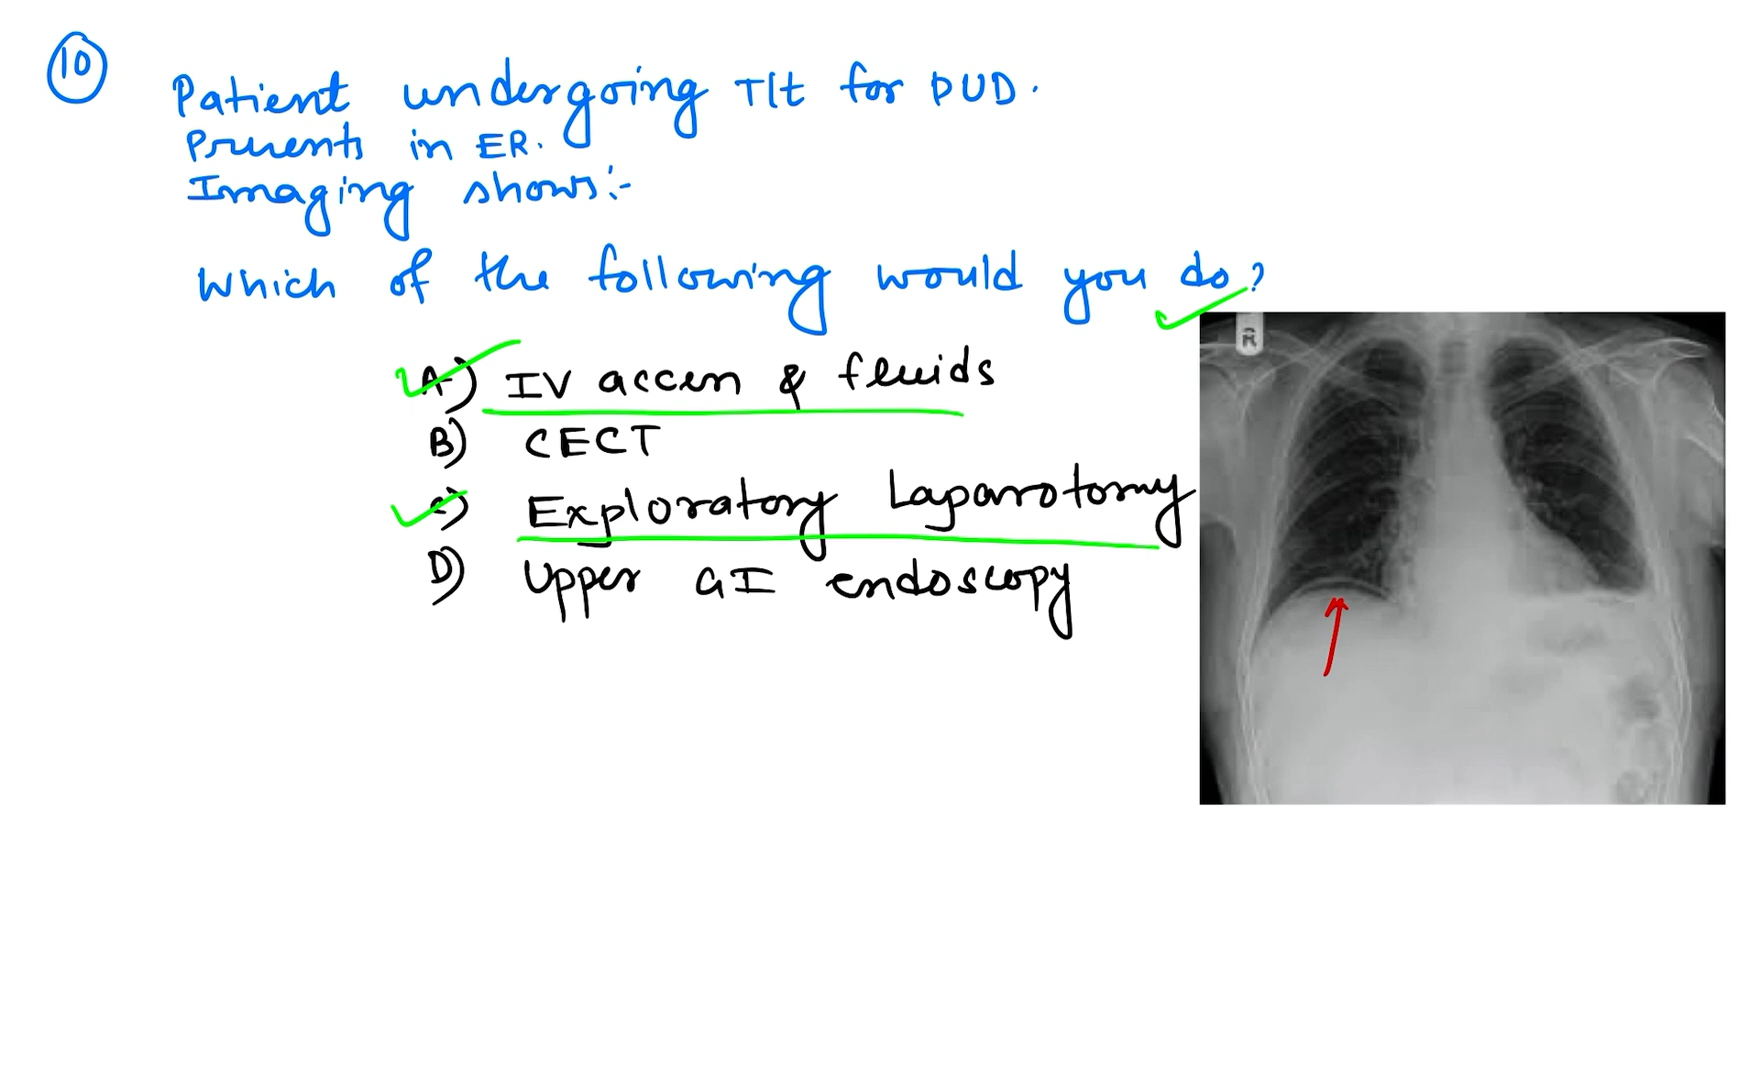 10
Patient undergoing T/t for PUD.
Presents in ER.
Imaging shows:-
Which of the following would you do?
A) IV access & fluids
B) CECT
C) Exploratory Laparotomy
D) Upper GI endoscopy
R